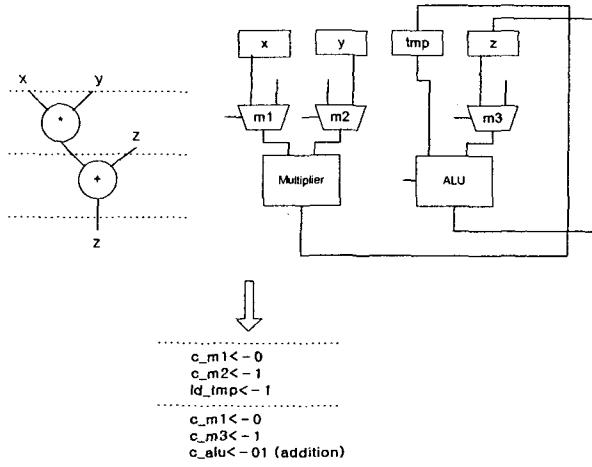 x y
*
z
+
z
x y tmp z
m1 m2 m3
Multiplier ALU
c_m1<-0
c_m2<-1
ld_tmp<-1
c_m1<-0
c_m3<-1
c_alu<-01 (addition)